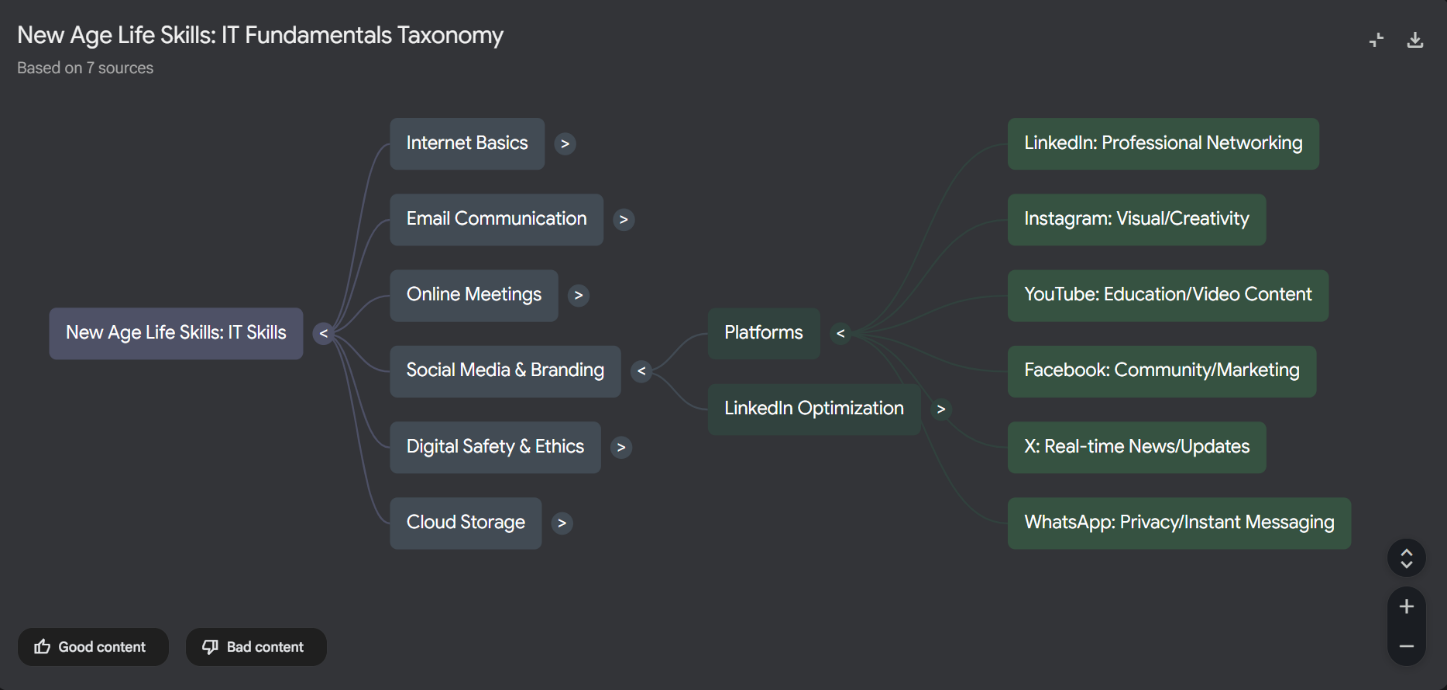 New Age Life Skills: IT Fundamentals Taxonomy
Based on 7 sources
New Age Life Skills: IT Skills
<
Internet Basics
>
Email Communication
>
Online Meetings
>
Social Media & Branding
<
Digital Safety & Ethics
>
Cloud Storage
>
Platforms
<
LinkedIn Optimization
>
LinkedIn: Professional Networking
Instagram: Visual/Creativity
YouTube: Education/Video Content
Facebook: Community/Marketing
X: Real-time News/Updates
WhatsApp: Privacy/Instant Messaging
Good content
Bad content